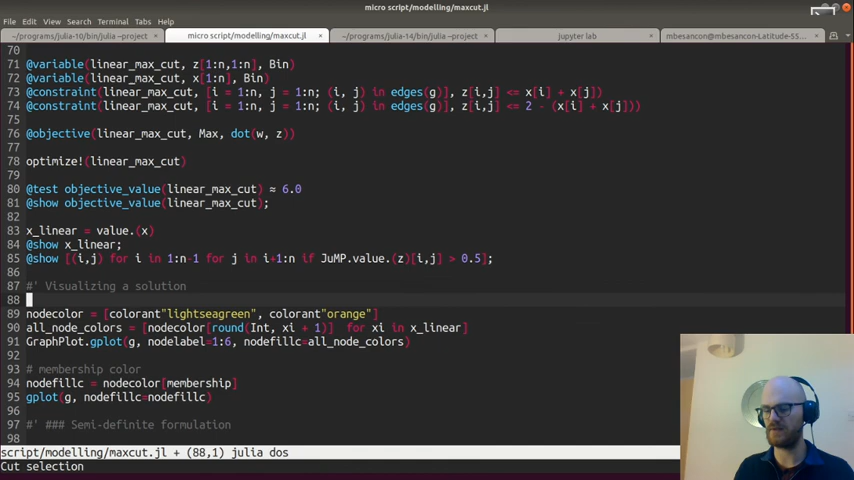 micro script/modelling/maxcut.jl
File Edit View Search Terminal Tabs Help
~/programs/julia-10/bin/julia –project × micro script/modelling/maxcut.jl × ~/programs/julia-14/bin/julia –project × jupyter lab × mbesancon@mbesancon-Latitude-55... ×
70
71 @variable(linear_max_cut, z[1:n,1:n], Bin)
72 @variable(linear_max_cut, x[1:n], Bin)
73 @constraint(linear_max_cut, [i = 1:n, j = 1:n; (i, j) in edges(g)], z[i,j] <= x[i] + x[j])
74 @constraint(linear_max_cut, [i = 1:n, j = 1:n; (i, j) in edges(g)], z[i,j] <= 2 - (x[i] + x[j]))
75
76 @objective(linear_max_cut, Max, dot(w, z))
77
78 optimize!(linear_max_cut)
79
80 @test objective_value(linear_max_cut) ≈ 6.0
81 @show objective_value(linear_max_cut);
82
83 x_linear = value.(x)
84 @show x_linear;
85 @show [(i,j) for i in 1:n-1 for j in i+1:n if JuMP.value.(z)[i,j] > 0.5];
86
87 #' Visualizing a solution
88
89 nodecolor = [colorant"lightseagreen", colorant"orange"]
90 all_node_colors = [nodecolor[round(Int, xi + 1)] for xi in x_linear]
91 GraphPlot.gplot(g, nodelabel=1:6, nodefillc=all_node_colors)
92
93 # membership color
94 nodefillc = nodecolor[membership]
95 gplot(g, nodefillc=nodefillc)
96
97 #' ### Semi-definite formulation
98
script/modelling/maxcut.jl + (88,1) julia dos
Cut selection